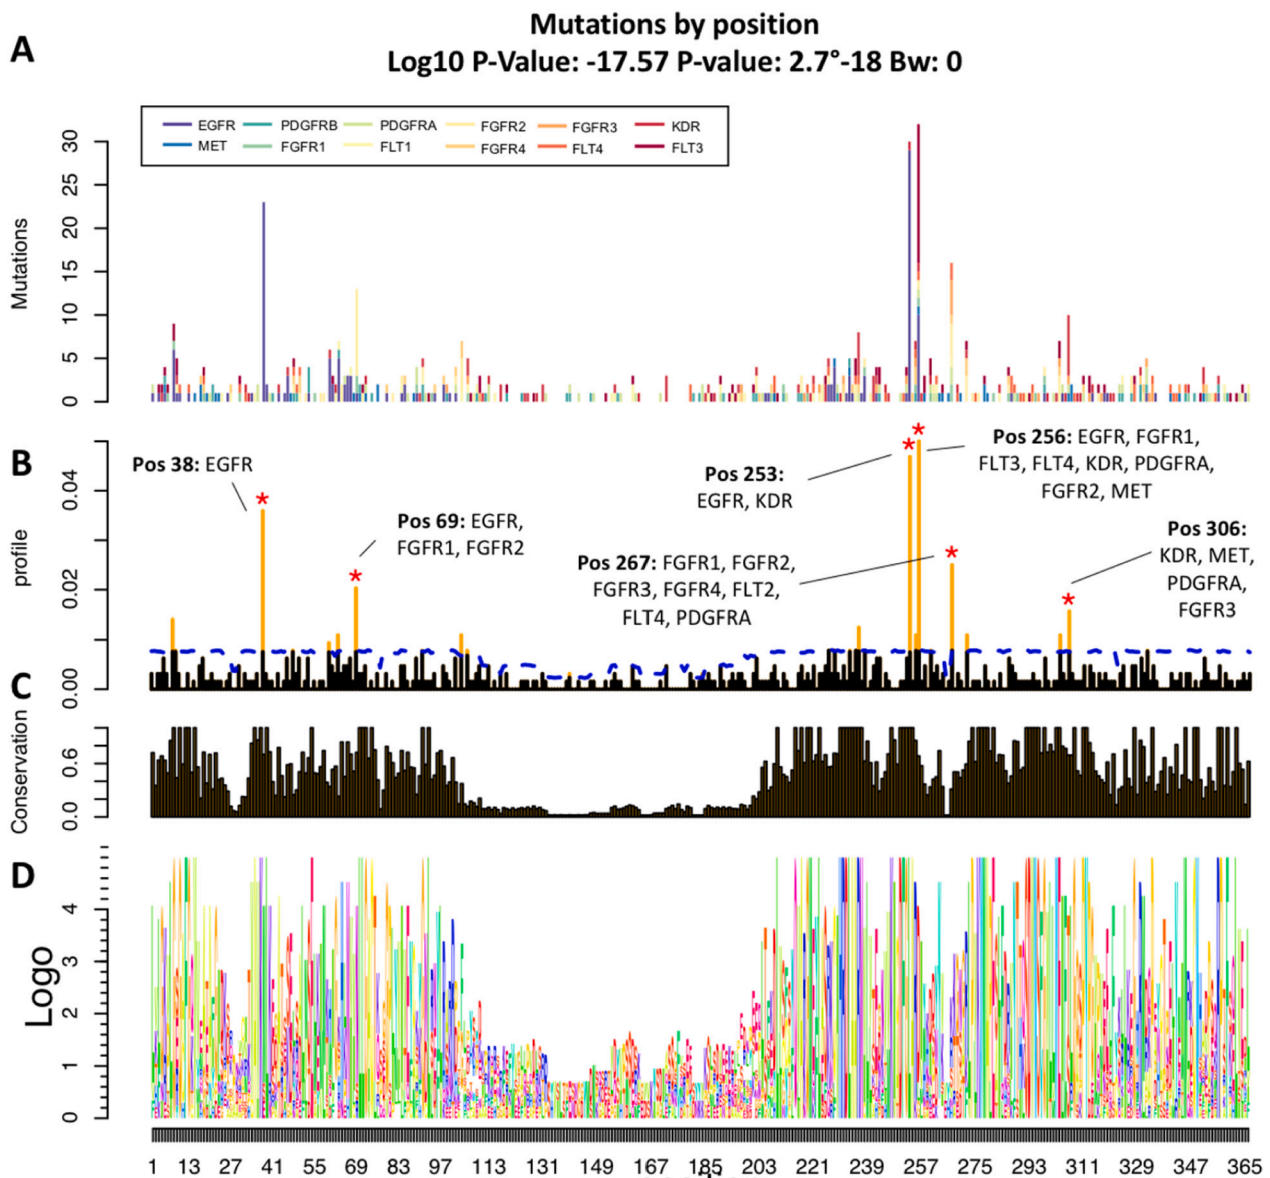 Mutations by position
A
Log10 P-Value: -17.57 P-value: 2.7°-18 Bw: 0
EGFR PDGFRB PDGFRA FGFR2 FGFR3 KDR
MET FGFR1 FLT1 FGFR4 FLT4 FLT3
Mutations
30
25
20
15
10
5
0
B
profile
0.04
0.02
0.00
Pos 38: EGFR
Pos 69: EGFR,
FGFR1, FGFR2
Pos 253:
EGFR, KDR
Pos 256: EGFR, FGFR1,
FLT3, FLT4, KDR, PDGFRA,
FGFR2, MET
Pos 267: FGFR1, FGFR2,
FGFR3, FGFR4, FLT2,
FLT4, PDGFRA
Pos 306:
KDR, MET,
PDGFRA,
FGFR3
C
Conservation
0.6
0.0
D
Logo
4
3
2
1
0
1 13 27 41 55 69 83 97 113 131 149 167 185 203 221 239 257 275 293 311 329 347 365